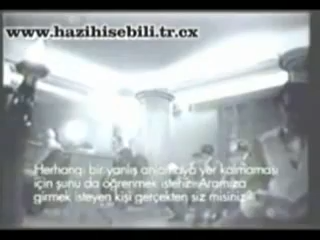 www.hazihisebili.tr.cx
Herhangi bir yanlış anlamaya yer kalmaması
için şunu da öğrenmek isteriz: Aramıza
girmek isteyen kişi gerçekten siz misiniz?